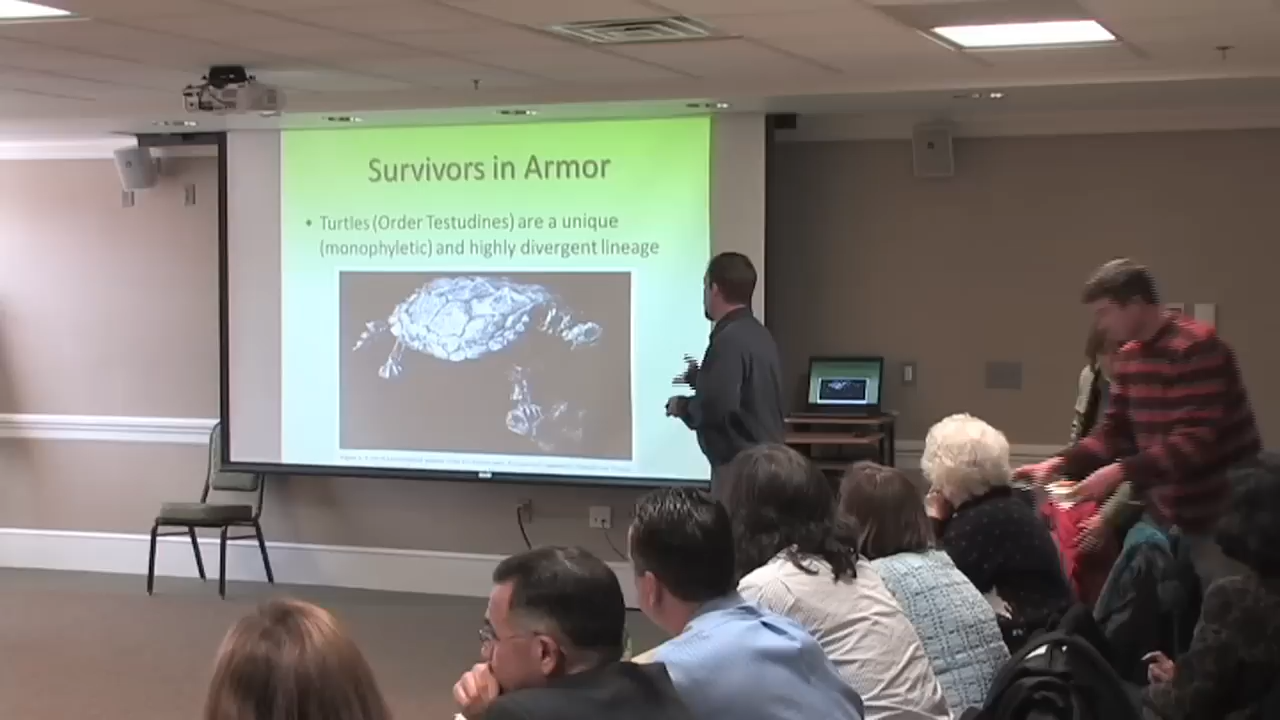 Survivors in Armor
• Turtles (Order Testudines) are a unique
(monophyletic) and highly divergent lineage